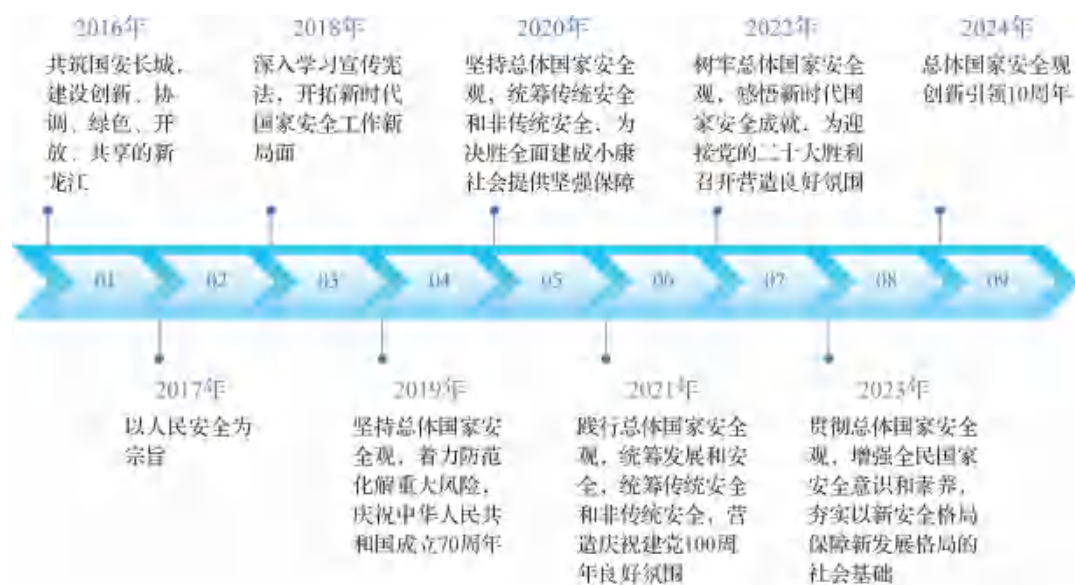 2016年
共筑国安长城，
建设创新、协
调、绿色、开
放、共享的新
龙江
2018年
深入学习宣传宪
法，开拓新时代
国家安全工作新
局面
2020年
坚持总体国家安全
观，统筹传统安全
和非传统安全，为
决胜全面建成小康
社会提供坚强保障
2022年
树牢总体国家安全
观，感悟新时代国
家安全成就，为迎
接党的二十大胜利
召开营造良好氛围
2024年
总体国家安全观
创新引领10周年
01
02
03
04
05
06
07
08
09
2017年
以人民安全为
宗旨
2019年
坚持总体国家安
全观，着力防范
化解重大风险，
庆祝中华人民共
和国成立70周年
2021年
践行总体国家安全
观，统筹发展和安
全，统筹传统安全
和非传统安全，营
造庆祝建党100周
年良好氛围
2023年
贯彻总体国家安全
观，增强全民国家
安全意识和素养，
夯实以新安全格局
保障新发展格局的
社会基础